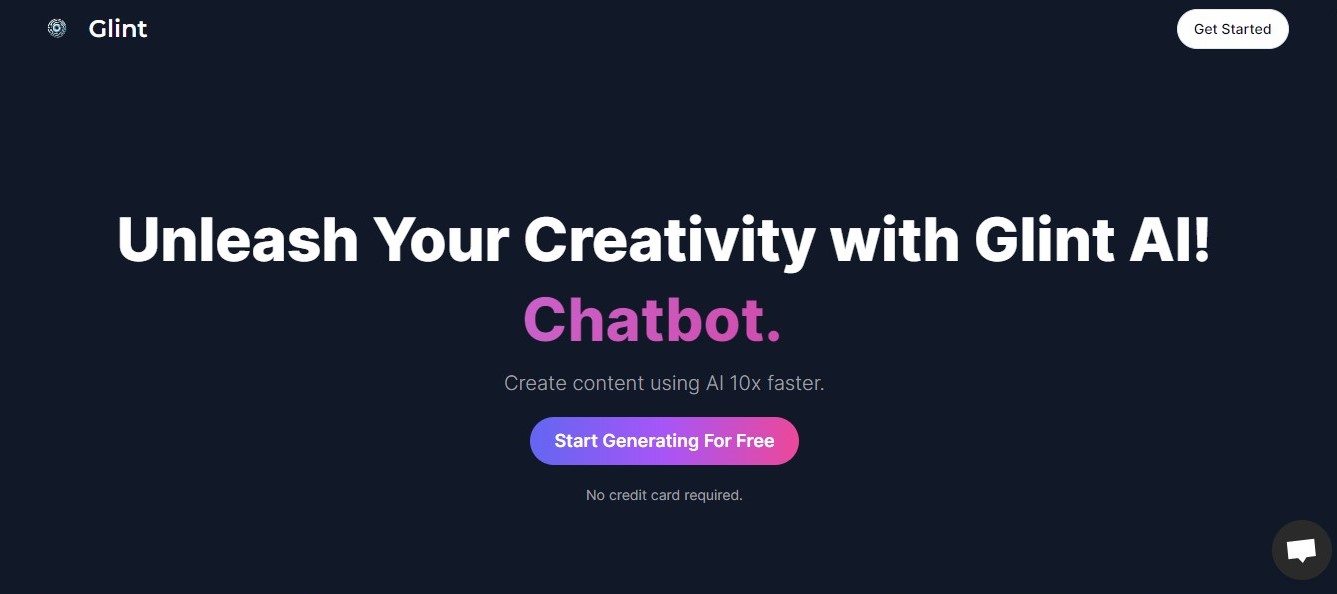 Glint
Get Started
Unleash Your Creativity with Glint AI!
Chatbot.
Create content using AI 10x faster.
Start Generating For Free
No credit card required.